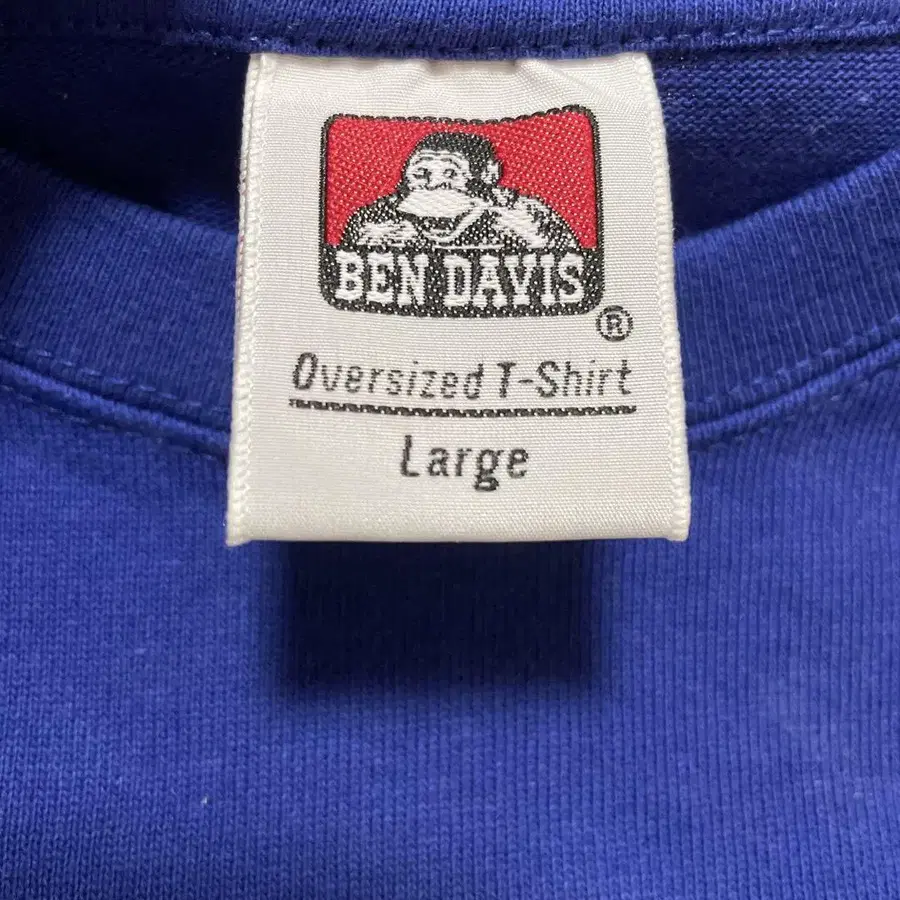 BEN DAVIS
®
Oversized T-Shirt
Large